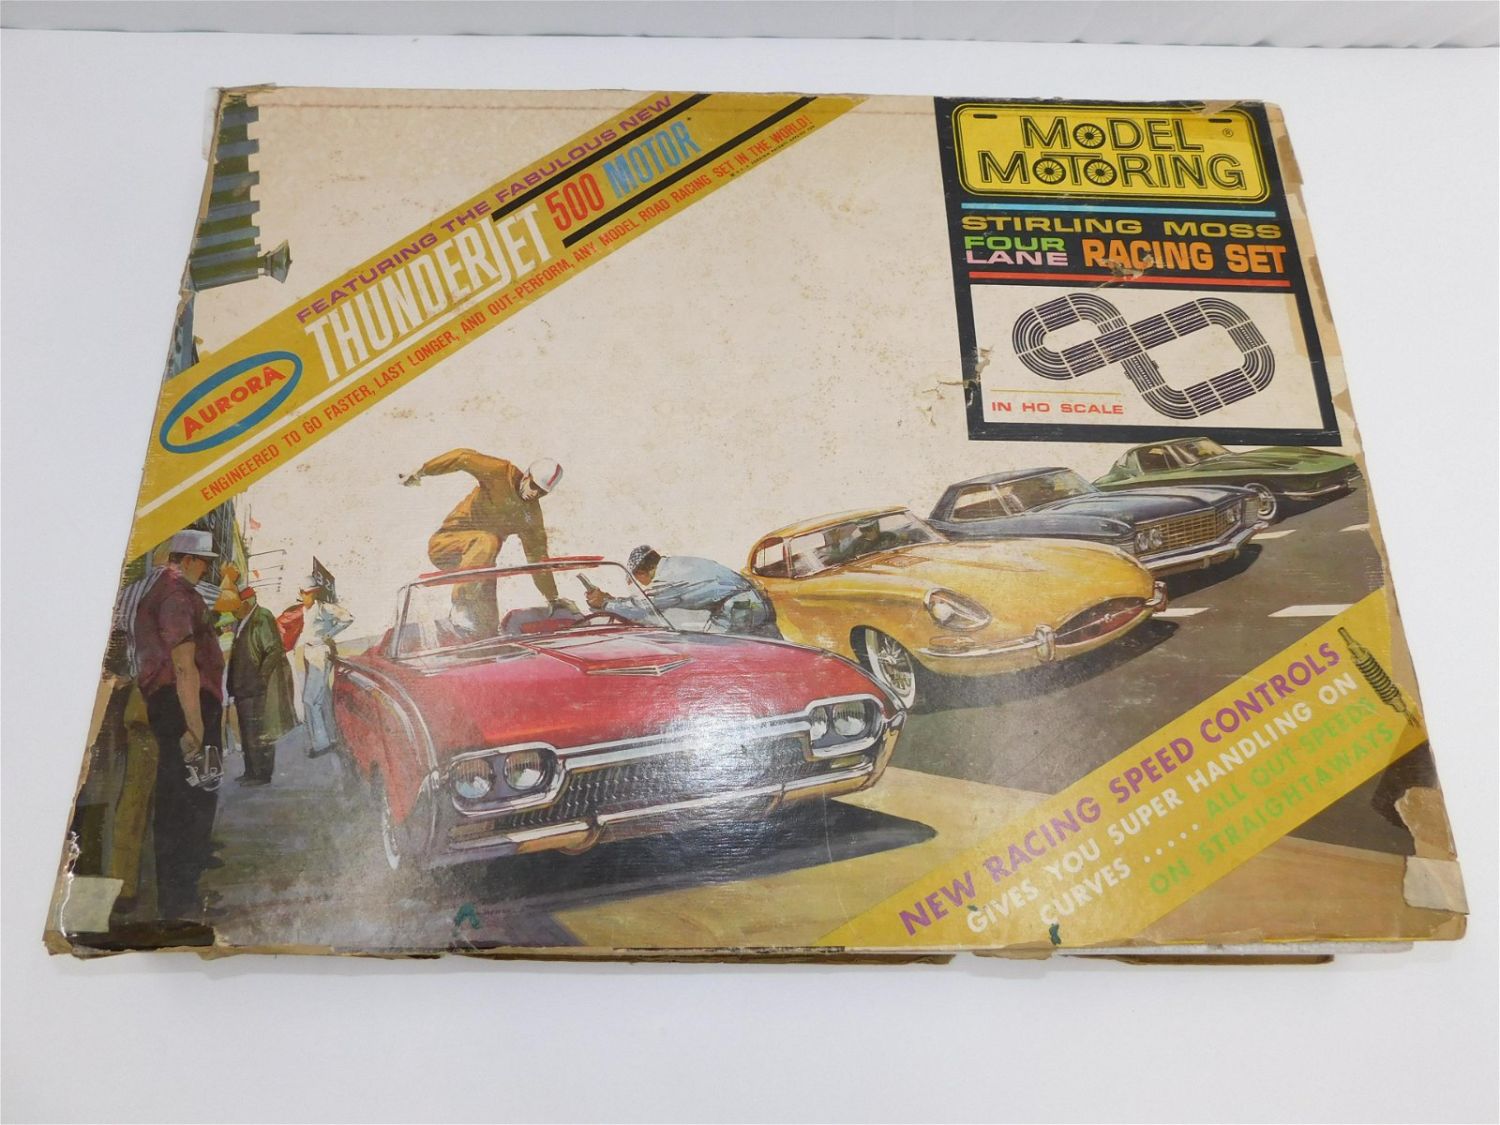 FEATURING THE FABULOUS NEW
THUNDERJET 500 MOTOR
AURORA
ENGINEERED TO GO FASTER, LAST LONGER, AND OUT-PERFORM, ANY MODEL ROAD RACING SET IN THE WORLD!
MODEL ®
MOTORING
STIRLING MOSS
FOUR LANE RACING SET
IN HO SCALE
NEW RACING SPEED CONTROLS
GIVES YOU SUPER HANDLING ON
CURVES ..... ALL OUT SPEEDS
ON STRAIGHTAWAYS